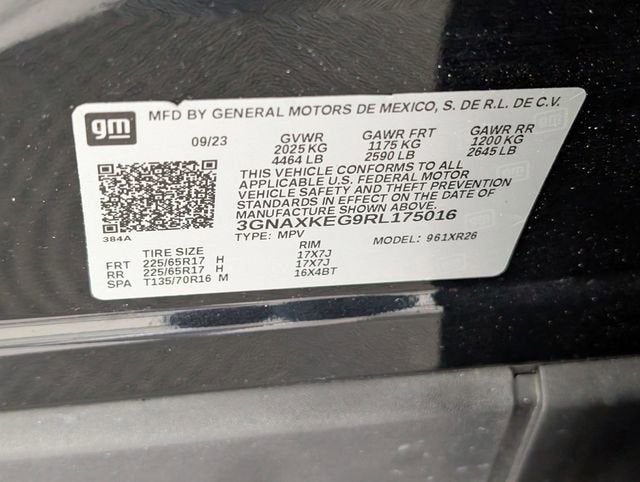 gm
MFD BY GENERAL MOTORS DE MEXICO, S. DE R.L. DE C.V.
09/23 GVWR GAWR FRT GAWR RR
2025 KG 1175 KG 1200 KG
4464 LB 2590 LB 2645 LB
THIS VEHICLE CONFORMS TO ALL
APPLICABLE U.S. FEDERAL MOTOR
VEHICLE SAFETY AND THEFT PREVENTION
STANDARDS IN EFFECT ON THE DATE OF
MANUFACTURE SHOWN ABOVE.
3GNAXKEG9RL175016
384A
TYPE: MPV MODEL: 961XR26
TIRE SIZE RIM
FRT 225/65R17 H 17X7J
RR 225/65R17 H 17X7J
SPA T135/70R16 M 16X4BT